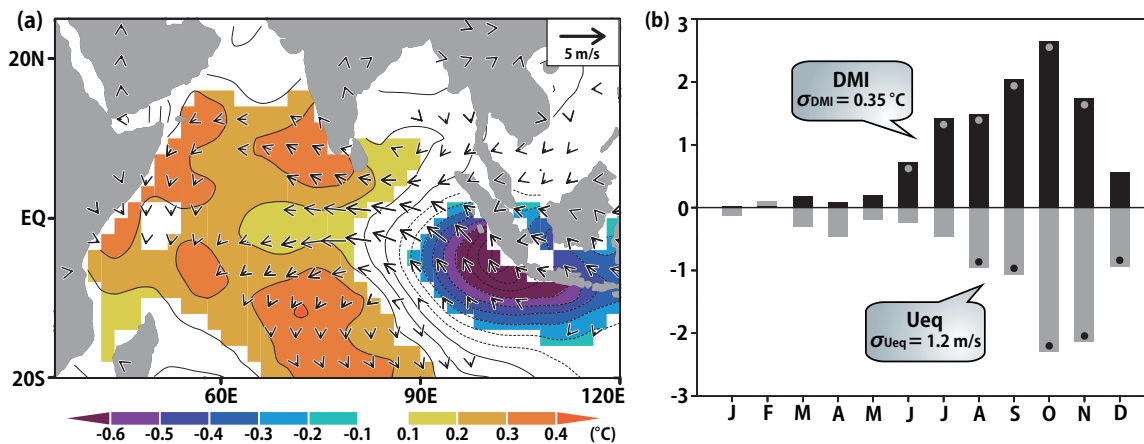 (a)
20N
EQ
20S
60E
90E
120E
5 m/s
-0.6 -0.5 -0.4 -0.3 -0.2 -0.1 0.1 0.2 0.3 0.4 (°C)
(b)
3
2
1
0
-1
-2
-3
DMI
σDMI = 0.35 °C
Ueq
σUeq = 1.2 m/s
J F M A M J J A S O N D